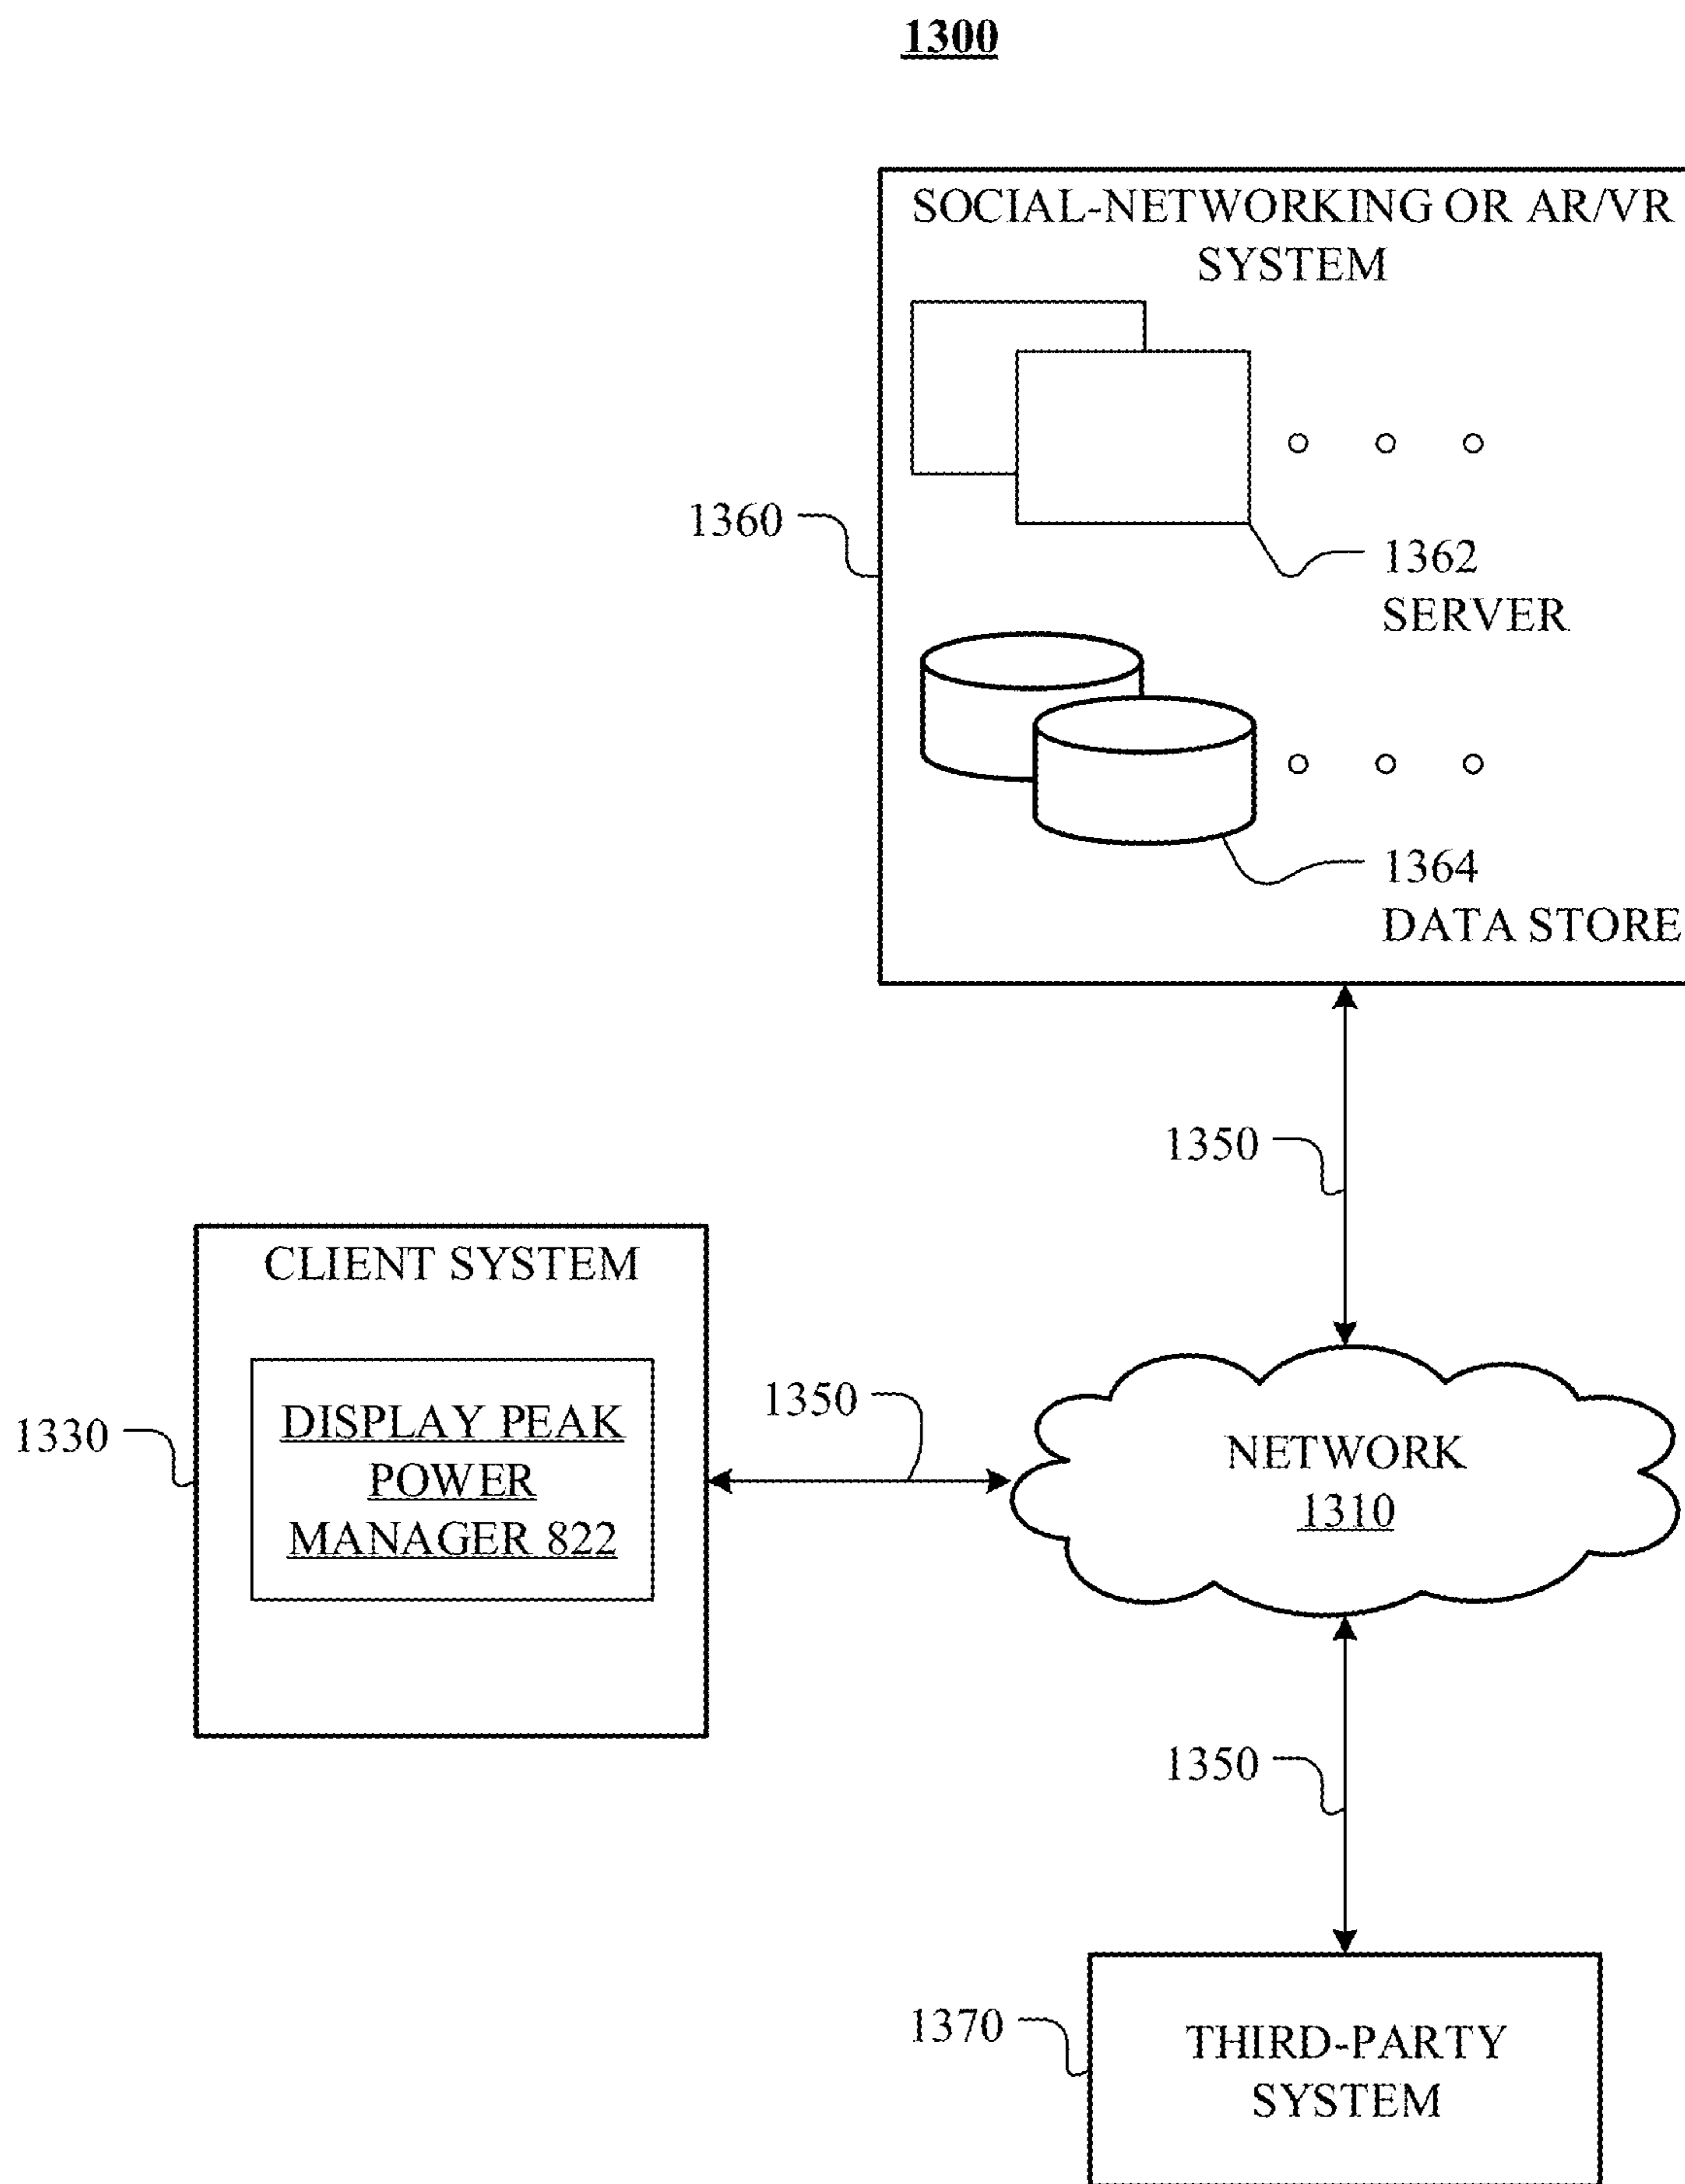 1300
SOCIAL-NETWORKING OR AR/VR
SYSTEM
1360
1362
SERVER
1364
DATA STORE
1350
CLIENT SYSTEM
DISPLAY PEAK
POWER
MANAGER 822
1330
1350
NETWORK
1310
1350
1370
THIRD-PARTY
SYSTEM